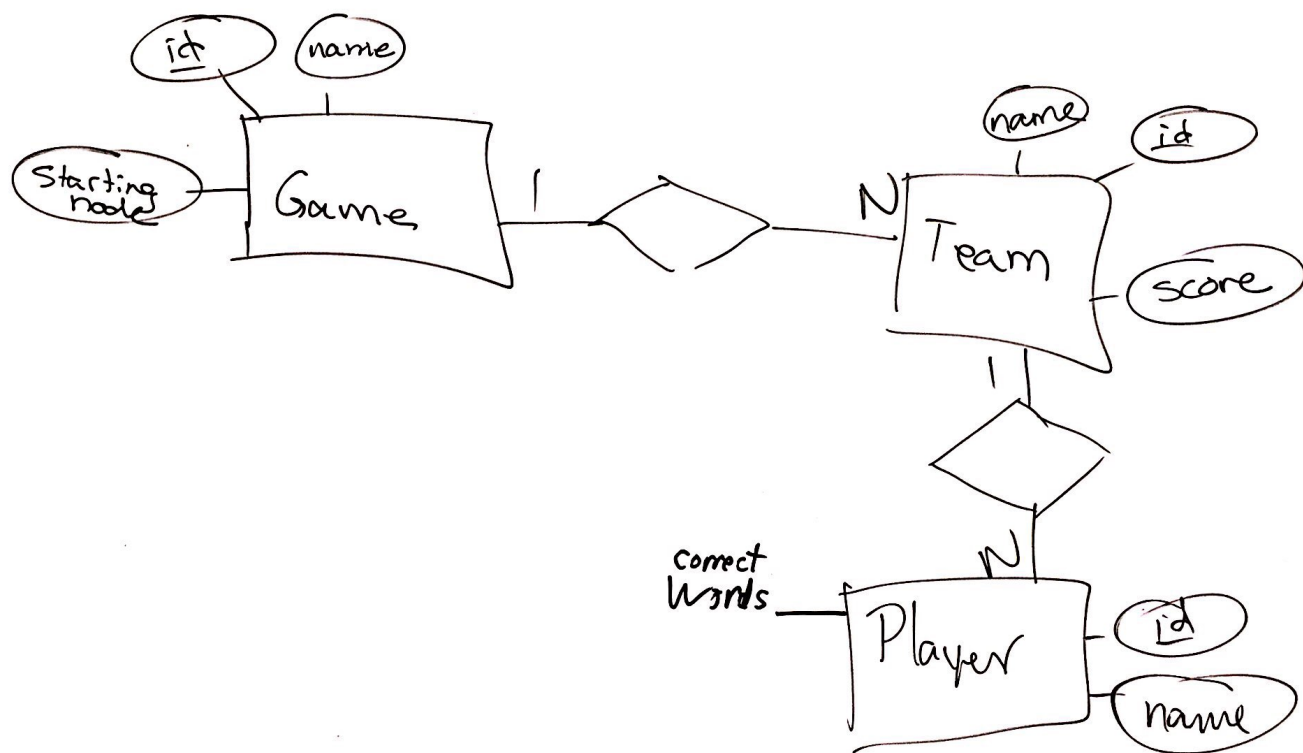 id
name
name
id
Starting
node
Game
1
N
Team
score
1
N
correct
Words
Player
id
name